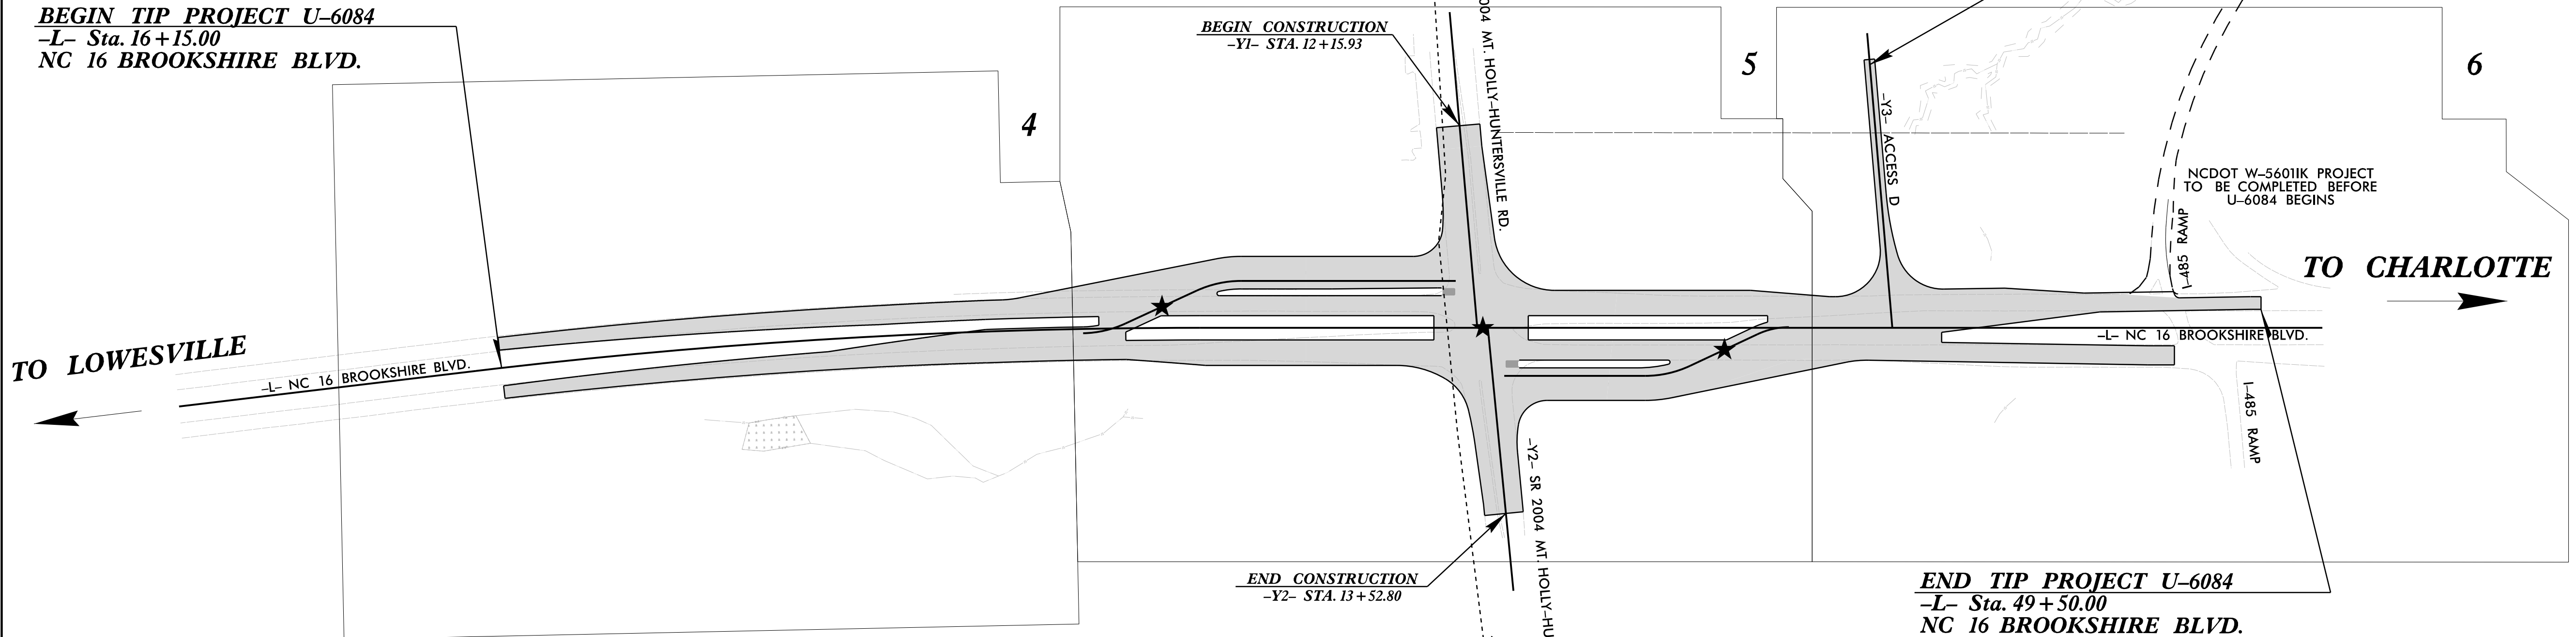 BEGIN TIP PROJECT U-6084
-L- Sta. 16+15.00
NC 16 BROOKSHIRE BLVD.
BEGIN CONSTRUCTION
-Y1- STA. 12+15.93
004 MT. HOLLY-HUNTERSVILLE RD.
4
5
6
-Y3- ACCESS D
NCDOT W-5601IK PROJECT
TO BE COMPLETED BEFORE
U-6084 BEGINS
I-485 RAMP
TO CHARLOTTE
TO LOWESVILLE
-L- NC 16 BROOKSHIRE BLVD.
-L- NC 16 BROOKSHIRE BLVD.
I-485 RAMP
-Y2- SR 2004 MT. HOLLY-HU
END CONSTRUCTION
-Y2- STA. 13+52.80
END TIP PROJECT U-6084
-L- Sta. 49+50.00
NC 16 BROOKSHIRE BLVD.